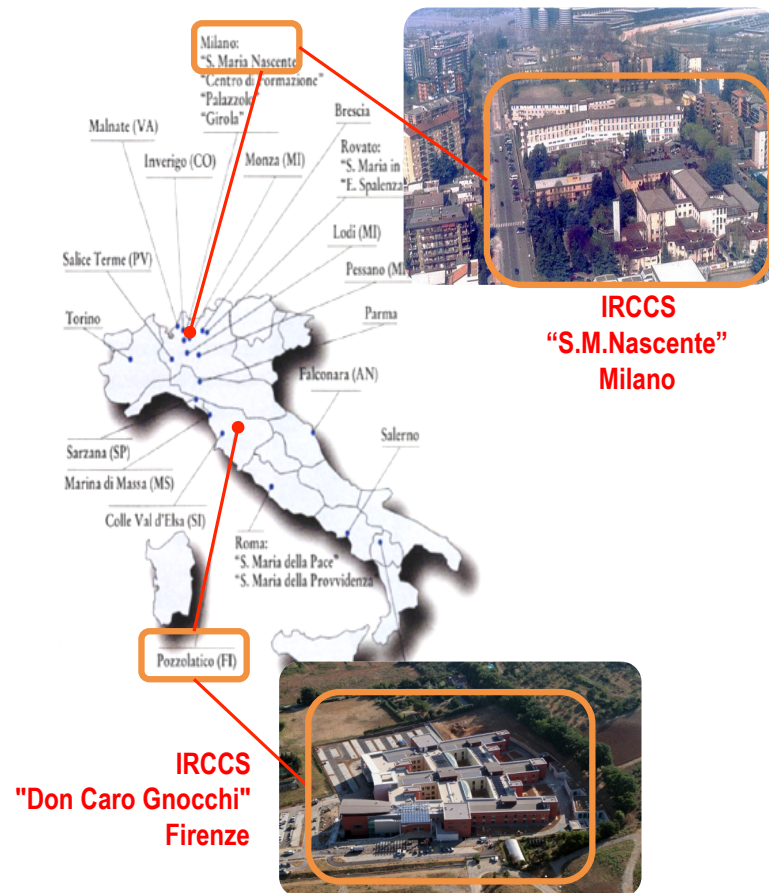 Milano:
“S. Maria Nascente
“Centro di Formazione”
“Palazzolo”
“Girola”
Malnate (VA)
Inverigo (CO)
Monza (MI)
Brescia
Rovato:
“S. Maria in
“E. Spalenza
Lodi (MI)
Pessano (MI
Salice Terme (PV)
Torino
Parma
Falconara (AN)
Salerno
Sarzana (SP)
Marina di Massa (MS)
Colle Val d'Elsa (SI)
Roma:
“S. Maria della Pace”
“S. Maria della Provvidenza”
Pozzolatico (FI)
IRCCS
“S.M.Nascente”
Milano
IRCCS
"Don Caro Gnocchi"
Firenze